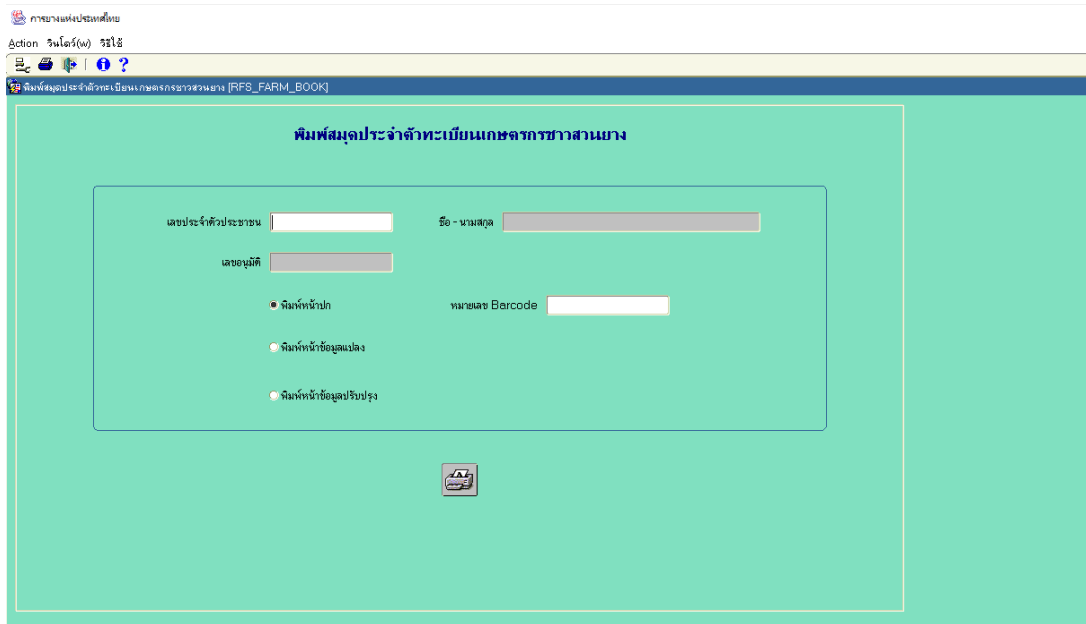 การยางแห่งประเทศไทย
Action วินโดว์(w) วิธีใช้
พิมพ์สมุดประจำตัวทะเบียนเกษตรกรชาวสวนยาง [RFS_FARM_BOOK]
พิมพ์สมุดประจำตัวทะเบียนเกษตรกรชาวสวนยาง
เลขประจำตัวประชาชน ชื่อ - นามสกุล
เลขอนุมัติ
พิมพ์หน้าปก หมายเลข Barcode
พิมพ์หน้าข้อมูลแปลง
พิมพ์หน้าข้อมูลปรับปรุง